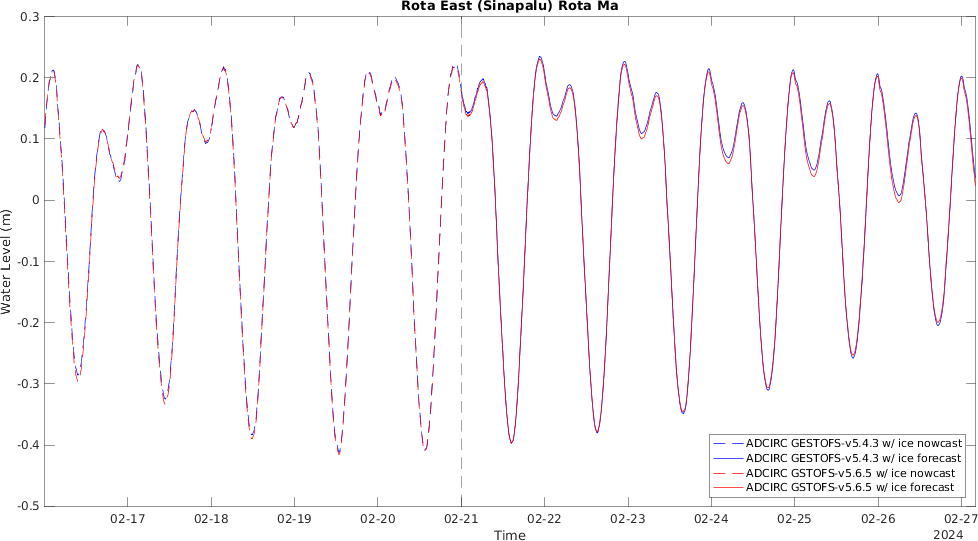 Rota East (Sinapalu) Rota Ma
0.3
0.2
0.1
0
-0.1
-0.2
-0.3
-0.4
-0.5
Water Level (m)
ADCIRC GESTOFS-v5.4.3 w/ ice nowcast
ADCIRC GESTOFS-v5.4.3 w/ ice forecast
ADCIRC GSTOFS-v5.6.5 w/ ice nowcast
ADCIRC GSTOFS-v5.6.5 w/ ice forecast
02-17 02-18 02-19 02-20 02-21 02-22 02-23 02-24 02-25 02-26 02-27
Time
2024